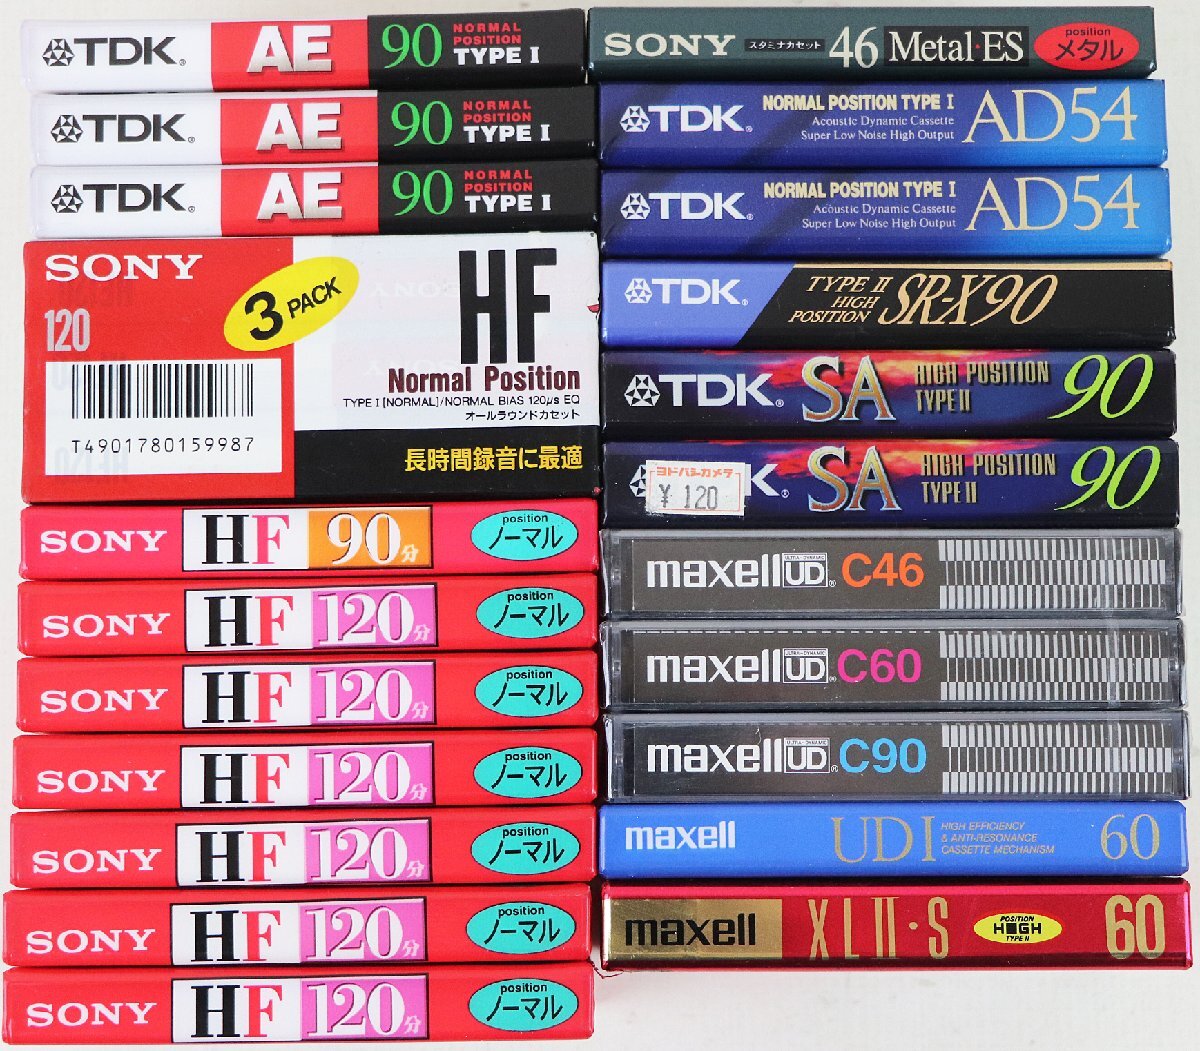 TDK. AE 90 NORMAL POSITION TYPE I
TDK. AE 90 NORMAL POSITION TYPE I
TDK. AE 90 NORMAL POSITION TYPE I
SONY
120
3 PACK
HF
Normal Position
TYPE I [NORMAL]/NORMAL BIAS 120μs EQ
オールラウンドカセット
T4901780159987
長時間録音に最適
SONY HF 90分 position ノーマル
SONY HF 120分 position ノーマル
SONY HF 120分 position ノーマル
SONY HF 120分 position ノーマル
SONY HF 120分 position ノーマル
SONY HF 120分 position ノーマル
SONY HF 120分 position ノーマル
SONY スタミナカセット 46 Metal·ES position メタル
TDK. NORMAL POSITION TYPE I AD54
Acoustic Dynamic Cassette
Super Low Noise High Output
TDK. NORMAL POSITION TYPE I AD54
Acoustic Dynamic Cassette
Super Low Noise High Output
TDK. TYPE II HIGH POSITION SR-X90
TDK. SA HIGH POSITION TYPE II 90
ヨドバシカメラ
¥ 120
K. SA HIGH POSITION TYPE II 90
maxell ULTRA-DYNAMIC UD® C46
maxell ULTRA-DYNAMIC UD® C60
maxell ULTRA-DYNAMIC UD® C90
maxell UD I HIGH EFFICIENCY & ANTI-RESONANCE CASSETTE MECHANISM 60
maxell XL II·S POSITION HIGH TYPE II 60